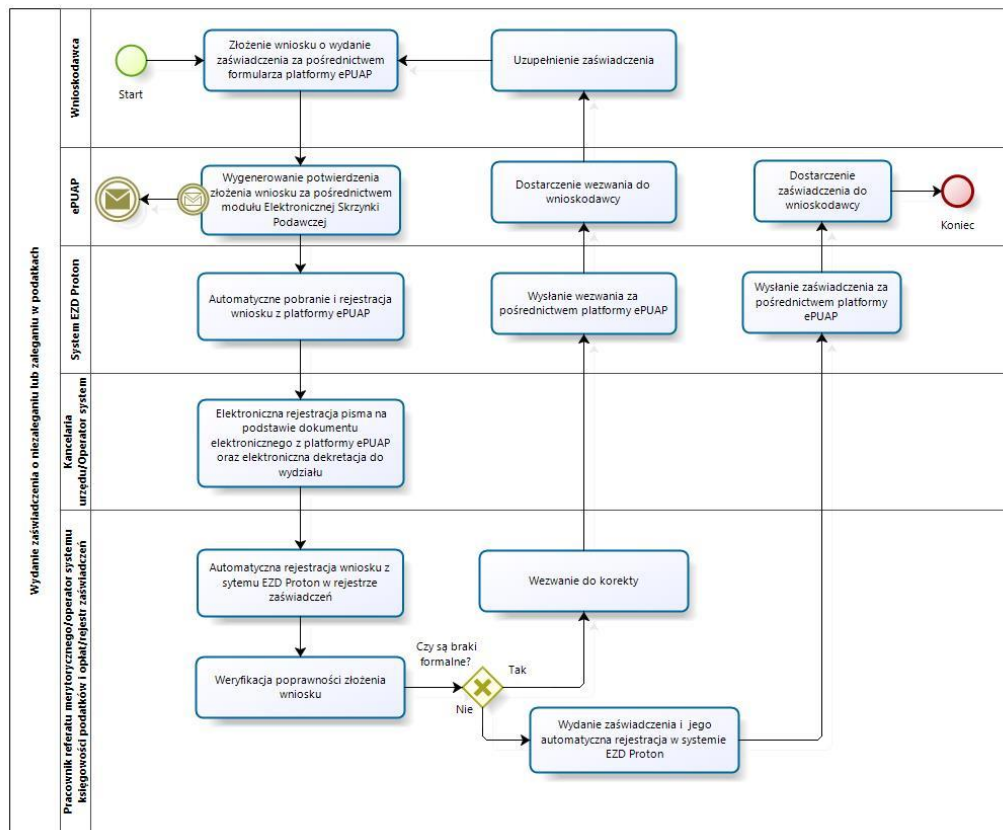 Wydanie zaświadczenia o niezaleganiu lub zaleganiu w podatkach
Wnioskodawca
Start
Złożenie wniosku o wydanie
zaświadczenia za pośrednictwem
formularza platformy ePUAP
Uzupełnienie zaświadczenia
ePUAP
Wygenerowanie potwierdzenia
złożenia wniosku za pośrednictwem
modułu Elektronicznej Skrzynki
Podawczej
Dostarczenie wezwania do
wnioskodawcy
Dostarczenie
zaświadczenia do
wnioskodawcy
Koniec
System EZD Proton
Automatyczne pobranie i rejestracja
wniosku z platformy ePUAP
Wysłanie wezwania za
pośrednictwem platformy ePUAP
Wysłanie zaświadczenia za
pośrednictwem platformy
ePUAP
Kancelaria
urzędu/Operator system
Elektroniczna rejestracja pisma na
podstawie dokumentu
elektronicznego z platformy ePUAP
oraz elektroniczna dekretacja do
wydziału
Pracownik referatu merytorycznego/operator systemu
księgowości podatków i opłat/rejestr zaświadczeń
Automatyczna rejestracja wniosku z
sytemu EZD Proton w rejestrze
zaświadczeń
Wezwanie do korekty
Weryfikacja poprawności złożenia
wniosku
Czy są braki
formalne?
Tak
Nie
Wydanie zaświadczenia i jego
automatyczna rejestracja w systemie
EZD Proton